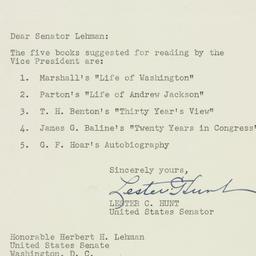 Dear Senator Lehman:
The five books suggested for reading by the
Vice President are:
1. Marshall's "Life of Washington"
2. Parton's "Life of Andrew Jackson"
3. T. H. Benton's "Thirty Year's View"
4. James G. Baline's "Twenty Years in Congress"
5. G. F. Hoar's Autobiography
Sincerely yours,
Lester C. Hunt
LESTER C. HUNT
United States Senator
Honorable Herbert H. Lehman
United States Senate
Washington, D. C.